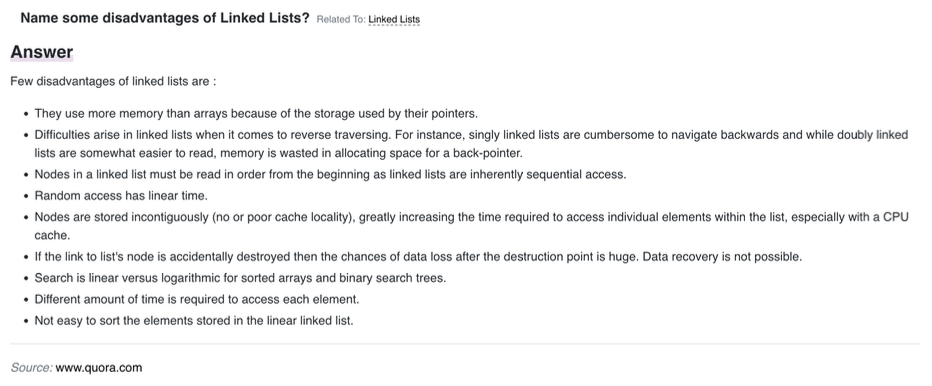 Name some disadvantages of Linked Lists? Related To: Linked Lists
Answer
Few disadvantages of linked lists are :
• They use more memory than arrays because of the storage used by their pointers.
• Difficulties arise in linked lists when it comes to reverse traversing. For instance, singly linked lists are cumbersome to navigate backwards and while doubly linked
lists are somewhat easier to read, memory is wasted in allocating space for a back-pointer.
• Nodes in a linked list must be read in order from the beginning as linked lists are inherently sequential access.
• Random access has linear time.
• Nodes are stored incontiguously (no or poor cache locality), greatly increasing the time required to access individual elements within the list, especially with a CPU
cache.
• If the link to list's node is accidentally destroyed then the chances of data loss after the destruction point is huge. Data recovery is not possible.
• Search is linear versus logarithmic for sorted arrays and binary search trees.
• Different amount of time is required to access each element.
• Not easy to sort the elements stored in the linear linked list.
Source: www.quora.com